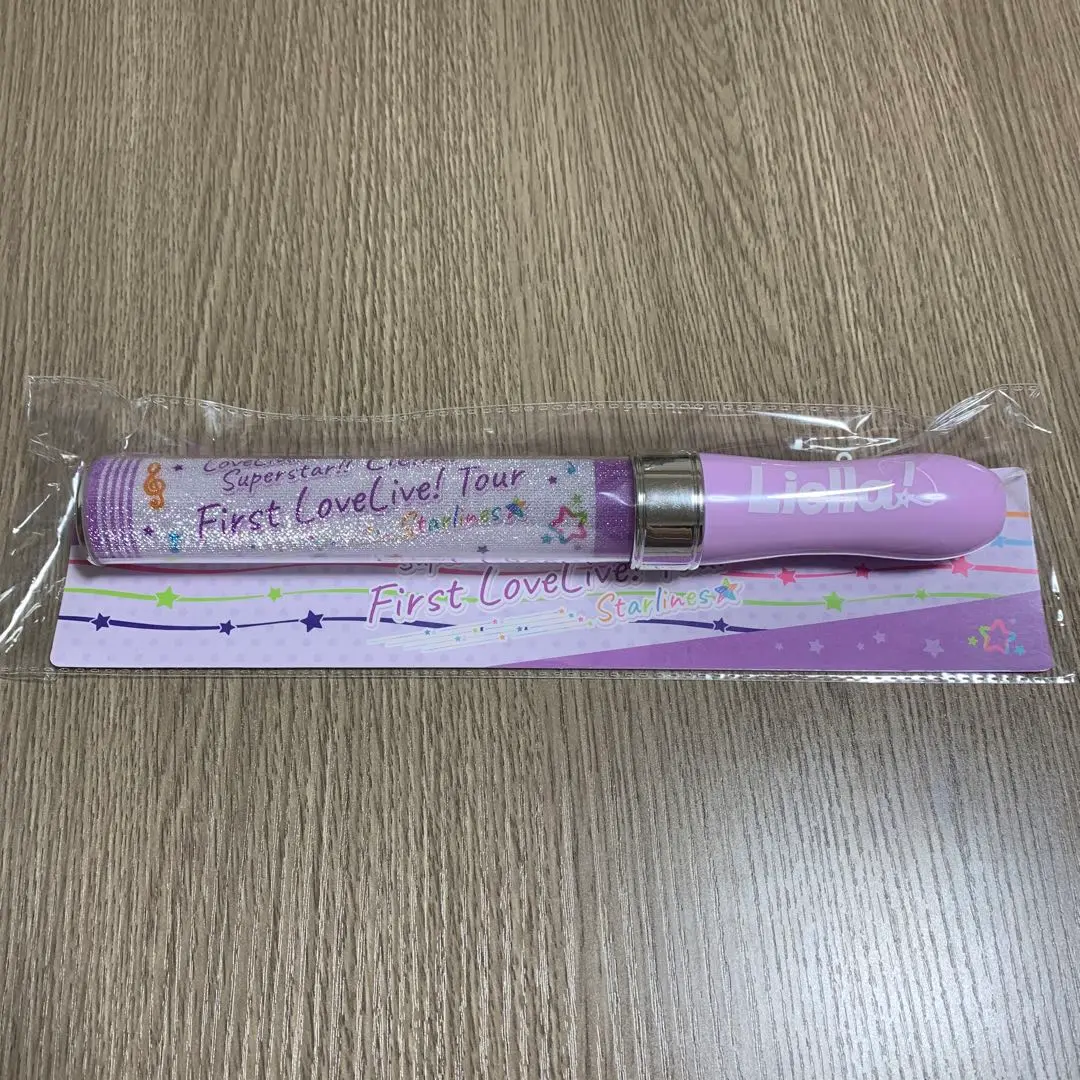 Superstar!!
First LoveLive! Tour
Starlines
Liella!
First LoveLive!
Starlines